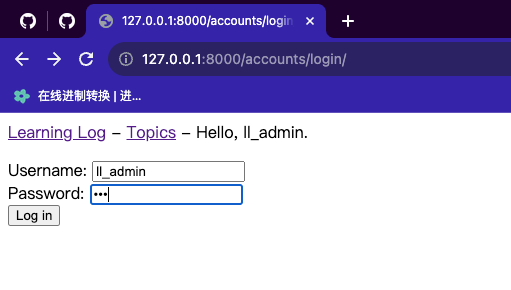 127.0.0.1:8000/accounts/login
127.0.0.1:8000/accounts/login/
在线进制转换 | 进...
Learning Log – Topics – Hello, ll_admin.
Username: ll_admin
Password: •••
Log in